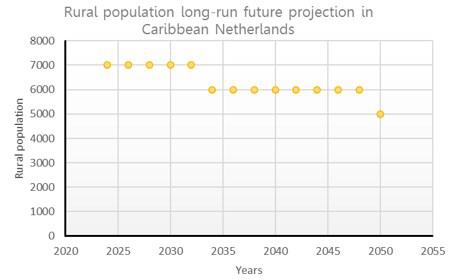 Rural population long-run future projection in
Caribbean Netherlands
8000
7000
6000
5000
4000
3000
2000
1000
0
Rural population
2020 2025 2030 2035 2040 2045 2050 2055
Years